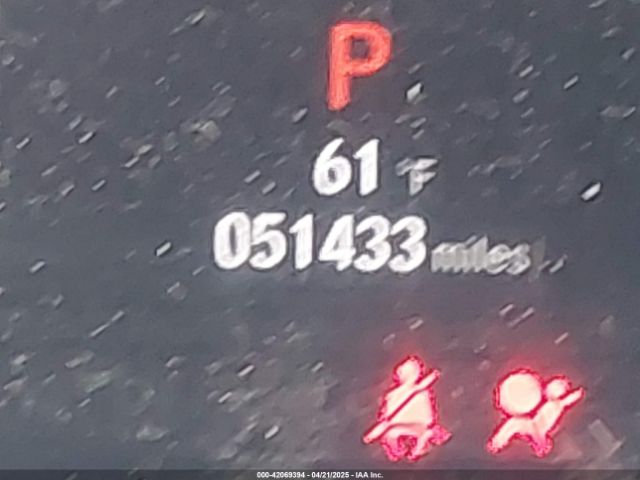 P
61 °F
051433 miles
000-42069394 - 04/21/2025 - IAA Inc.